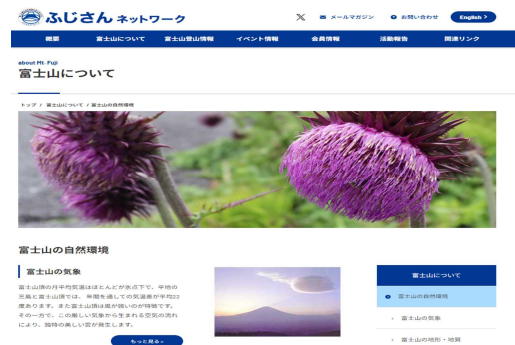 ふじさん ネットワーク
メールマガジン
お問い合わせ
English >
概要
富士山について
富士山登山情報
イベント情報
会員情報
活動報告
関連リンク
about Mt. Fuji
富士山について
トップ / 富士山について / 富士山の自然環境
富士山の自然環境
富士山の気象
富士山頂の月平均気温はほとんどが氷点下で、平地の
三島と富士山頂では、年間を通しての気温差が平均22
度あります。また富士山頂は風が強いのが特徴です。
その一方で、この厳しい気象から生まれる空気の流れ
により、独特の美しい雲が発生します。
もっと見る »
富士山について
富士山の自然環境
› 富士山の気象
› 富士山の地形・地質